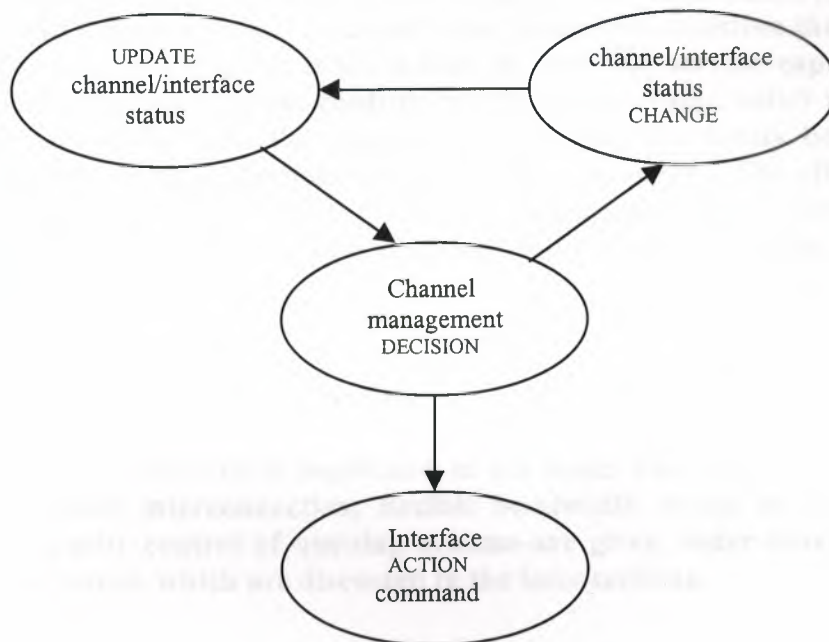 UPDATE
channel/interface
status
channel/interface
status
CHANGE
Channel
management
DECISION
Interface
ACTION
command